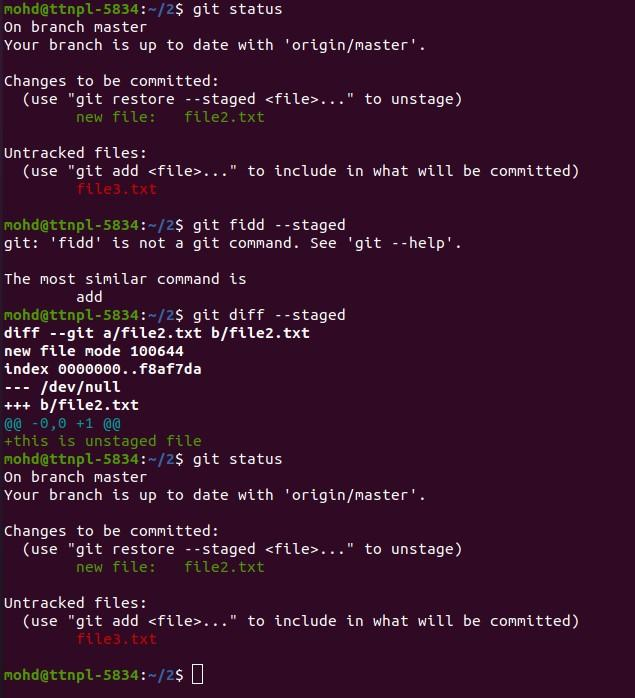 mohd@ttnpl-5834:~/2$ git status
On branch master
Your branch is up to date with 'origin/master'.

Changes to be committed:
  (use "git restore --staged <file>..." to unstage)
        new file:   file2.txt

Untracked files:
  (use "git add <file>..." to include in what will be committed)
        file3.txt

mohd@ttnpl-5834:~/2$ git fidd --staged
git: 'fidd' is not a git command. See 'git --help'.

The most similar command is
        add
mohd@ttnpl-5834:~/2$ git diff --staged
diff --git a/file2.txt b/file2.txt
new file mode 100644
index 0000000..f8af7da
--- /dev/null
+++ b/file2.txt
@@ -0,0 +1 @@
+this is unstaged file
mohd@ttnpl-5834:~/2$ git status
On branch master
Your branch is up to date with 'origin/master'.

Changes to be committed:
  (use "git restore --staged <file>..." to unstage)
        new file:   file2.txt

Untracked files:
  (use "git add <file>..." to include in what will be committed)
        file3.txt

mohd@ttnpl-5834:~/2$